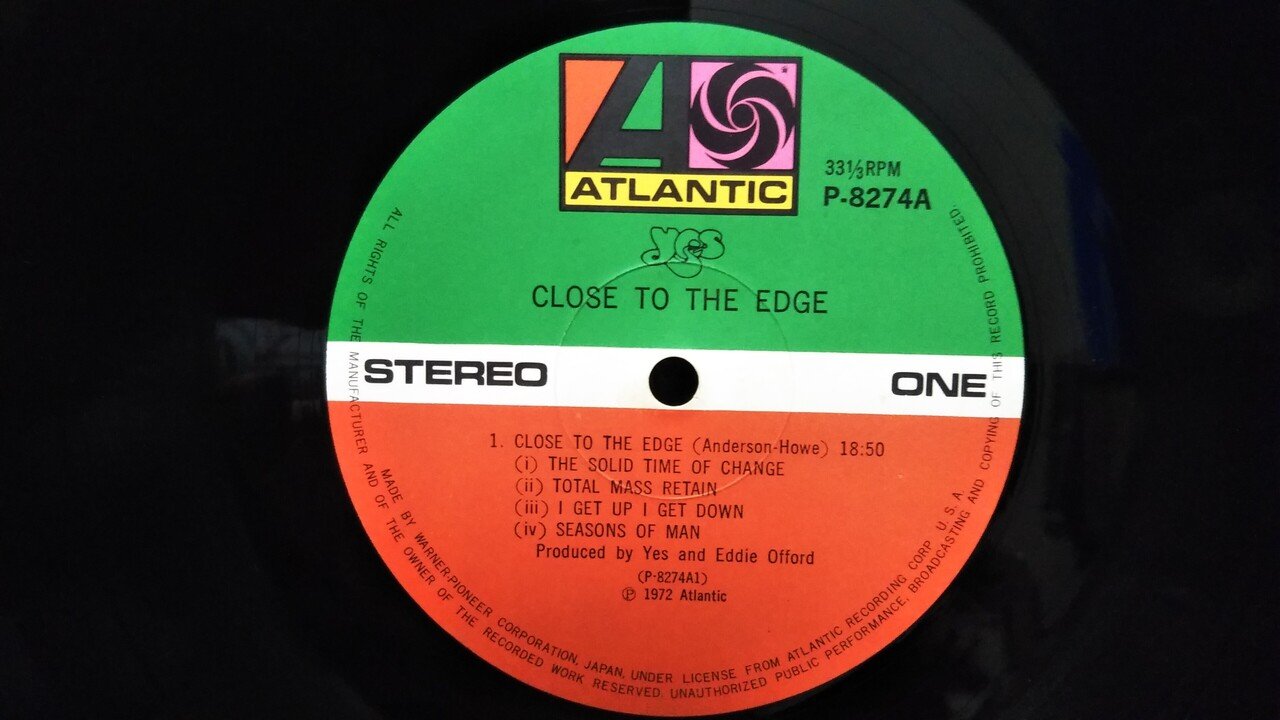 ATLANTIC
33⅓RPM
P-8274A
yes
CLOSE TO THE EDGE
STEREO
ONE
1. CLOSE TO THE EDGE (Anderson-Howe) 18:50
(i) THE SOLID TIME OF CHANGE
(ii) TOTAL MASS RETAIN
(iii) I GET UP I GET DOWN
(iv) SEASONS OF MAN
Produced by Yes and Eddie Offord
(P-8274A1)
℗ 1972 Atlantic
MADE BY WARNER-PIONEER CORPORATION, JAPAN, UNDER LICENSE FROM ATLANTIC RECORDING CORP. U. S. A.
ALL RIGHTS OF THE MANUFACTURER AND OF THE OWNER OF THE RECORDED WORK RESERVED. UNAUTHORIZED PUBLIC PERFORMANCE, BROADCASTING AND COPYING OF THIS RECORD PROHIBITED.